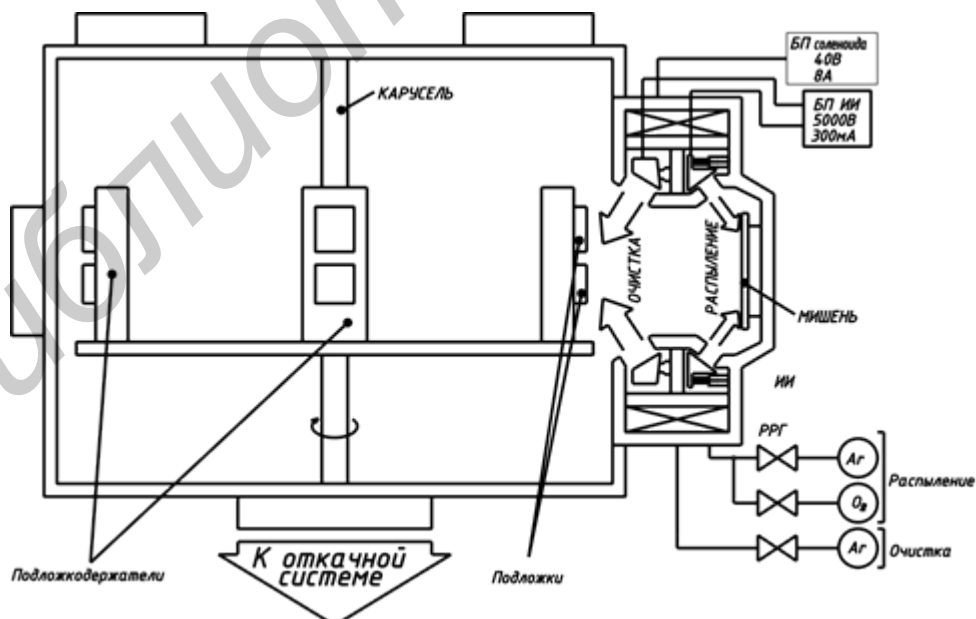 БП соленоида
40В
8А
БП ИИ
5000В
300мА
КАРУСЕЛЬ
ОЧИСТКА
РАСПЫЛЕНИЕ
МИШЕНЬ
ИИ
РРГ
Ar
O₂
Распыление
Ar
Очистка
К откачной
системе
Подложкодержатели
Подложки